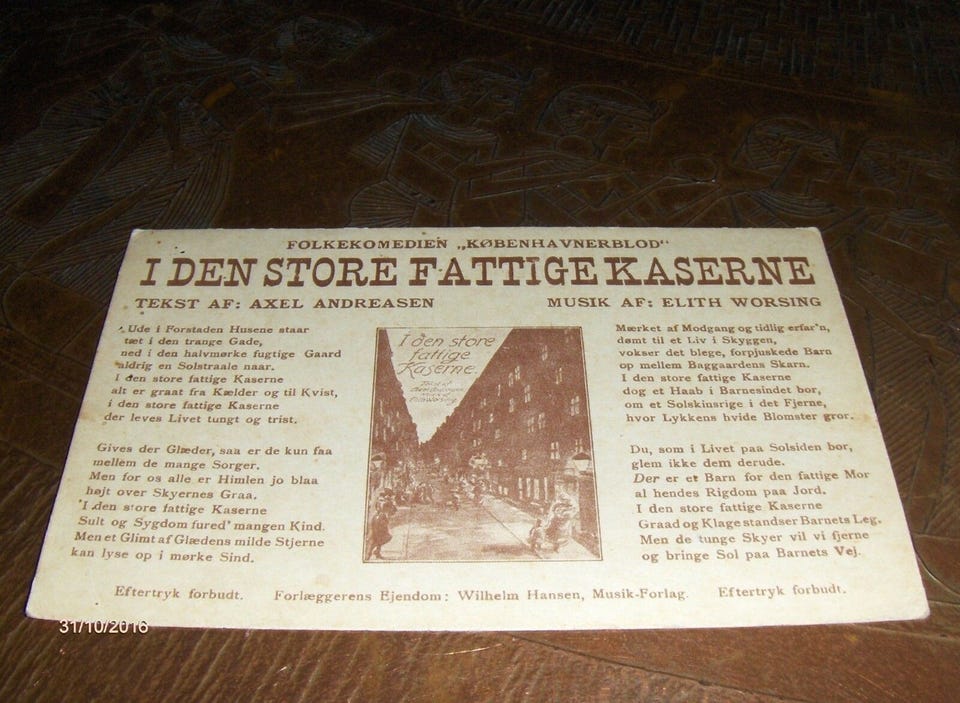 FOLKEKOMEDIEN „KØBENHAVNERBLOD“
I DEN STORE FATTIGE KASERNE
TEKST AF: AXEL ANDREASEN
MUSIK AF: ELITH WORSING
Ude i Forstaden Husene staar
tæt i den trange Gade,
ned i den halvmørke fugtige Gaard
aldrig en Solstraale naar.
I den store fattige Kaserne
alt er graat fra Kælder og til Kvist,
i den store fattige Kaserne
der leves Livet tungt og trist.
Gives der Glæder, saa er de kun faa
mellem de mange Sorger.
Men for os alle er Himlen jo blaa
højt over Skyernes Graa.
I den store fattige Kaserne
Sult og Sygdom fured' mangen Kind.
Men et Glimt af Glædens milde Stjerne
kan lyse op i mørke Sind.
I den store
fattige
Kaserne.
Mærket af Modgang og tidlig erfar'n,
dømt til et Liv i Skyggen,
vokser det blege, forpjuskede Barn
op mellem Baggaardens Skarn.
I den store fattige Kaserne
dog et Haab i Barnesindet bor,
om et Solskinsrige i det Fjerne,
hvor Lykkens hvide Blomster gror.
Du, som i Livet paa Solsiden bor,
glem ikke dem derude.
Der er et Barn for den fattige Mor
al hendes Rigdom paa Jord.
I den store fattige Kaserne
Graad og Klage standser Barnets Leg.
Men de tunge Skyer vil vi fjerne
og bringe Sol paa Barnets Vej.
Eftertryk forbudt. Forlæggerens Ejendom: Wilhelm Hansen, Musik-Forlag. Eftertryk forbudt.
31/10/2016